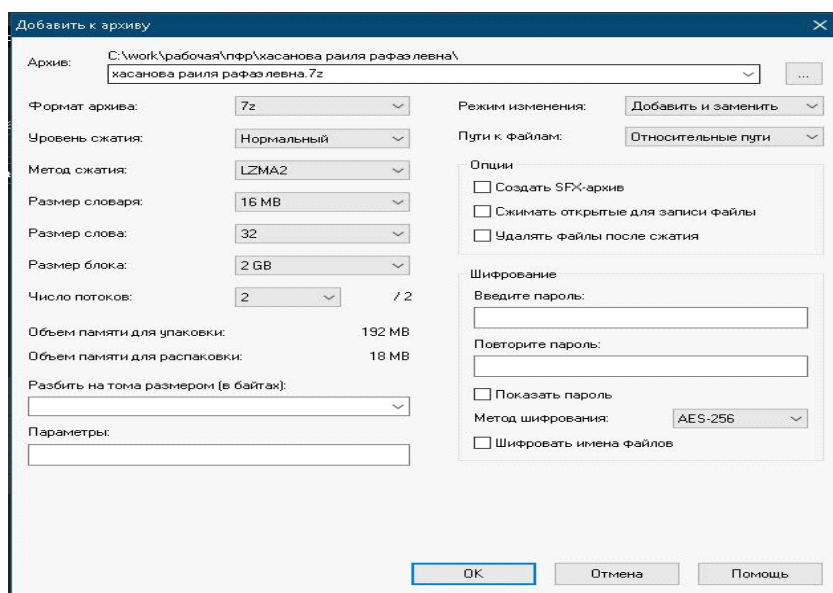 Добавить к архиву
Архив:
C:\work\рабочая\пфр\хасанова раиля рафаэлевна\
хасанова раиля рафаэлевна.7z
...
Формат архива: 7z
Уровень сжатия: Нормальный
Метод сжатия: LZMA2
Размер словаря: 16 MB
Размер слова: 32
Размер блока: 2 GB
Число потоков: 2 / 2
Объем памяти для упаковки: 192 MB
Объем памяти для распаковки: 18 MB
Разбить на тома размером (в байтах):
Параметры:
Режим изменения: Добавить и заменить
Пути к файлам: Относительные пути
Опции
Создать SFX-архив
Сжимать открытые для записи файлы
Удалять файлы после сжатия
Шифрование
Введите пароль:
Повторите пароль:
Показать пароль
Метод шифрования: AES-256
Шифровать имена файлов
OK Отмена Помощь